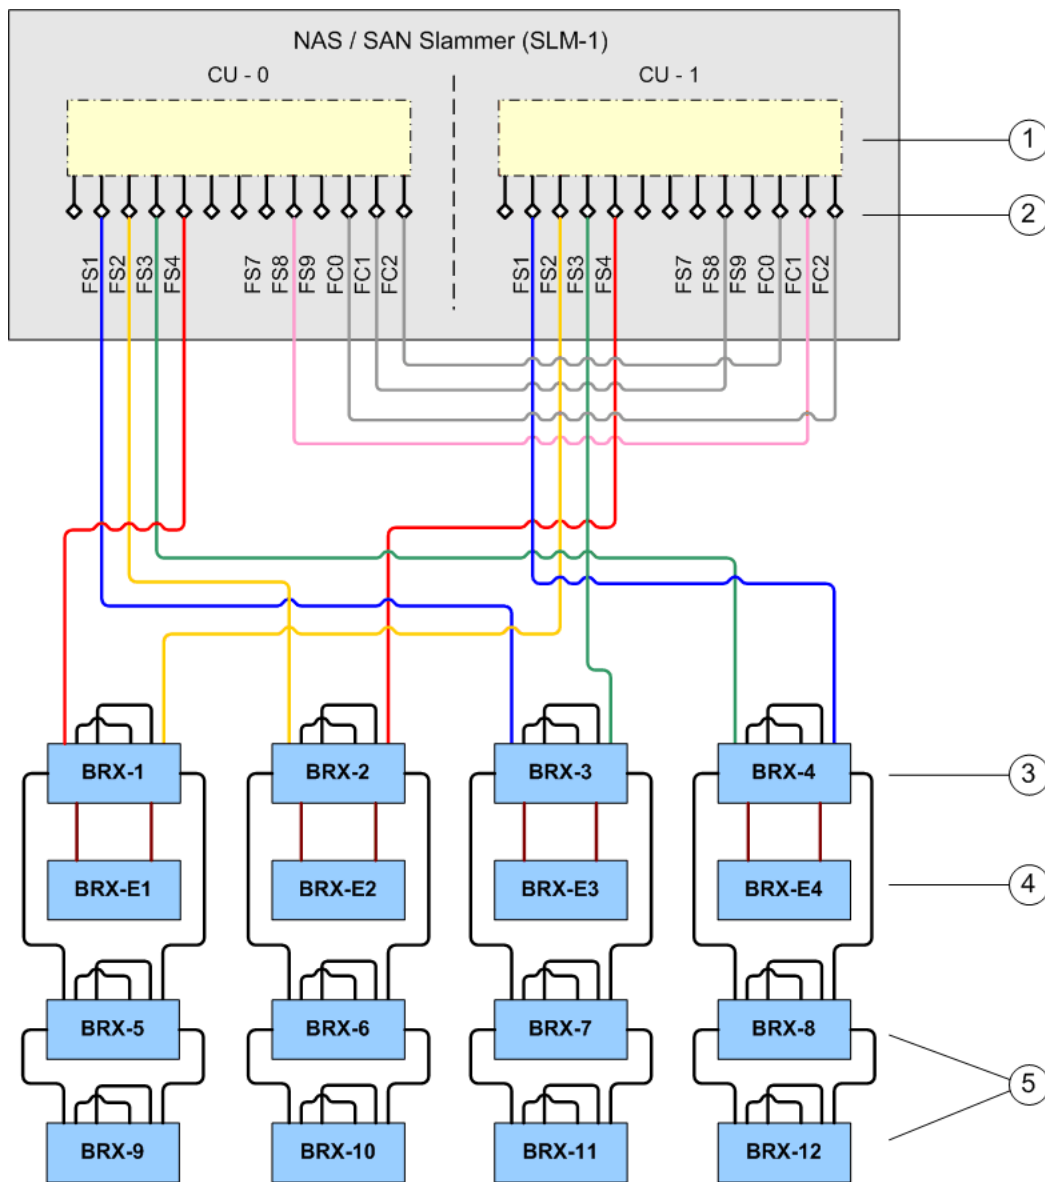 NAS / SAN Slammer (SLM-1)
CU - 0
CU - 1
1
2
FS1
FS2
FS3
FS4
FS7
FS8
FS9
FC0
FC1
FC2
FS1
FS2
FS3
FS4
FS7
FS8
FS9
FC0
FC1
FC2
BRX-1
BRX-2
BRX-3
BRX-4
3
BRX-E1
BRX-E2
BRX-E3
BRX-E4
4
BRX-5
BRX-6
BRX-7
BRX-8
5
BRX-9
BRX-10
BRX-11
BRX-12